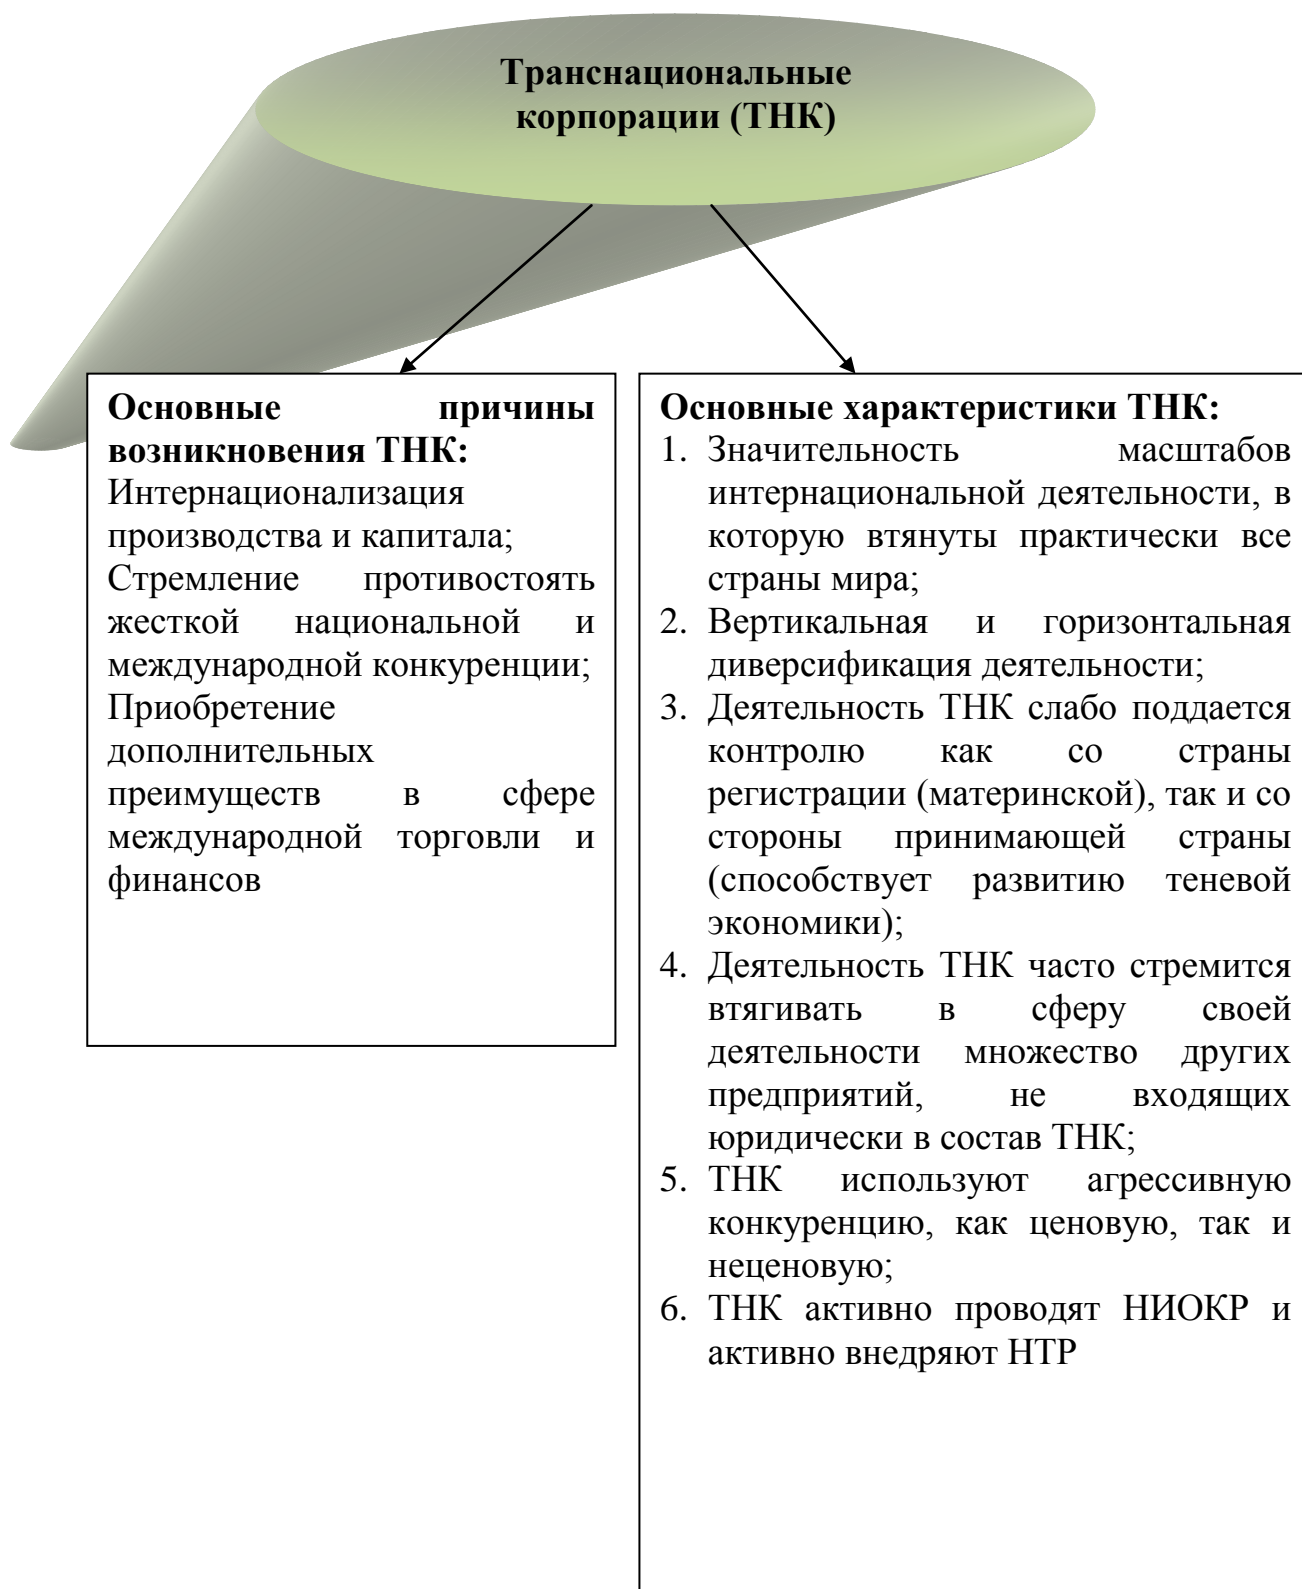 Транснациональные
корпорации (ТНК)
Основные причины
возникновения ТНК:
Интернационализация
производства и капитала;
Стремление противостоять
жесткой национальной и
международной конкуренции;
Приобретение
дополнительных
преимуществ в сфере
международной торговли и
финансов
Основные характеристики ТНК:
1. Значительность масштабов
интернациональной деятельности, в
которую втянуты практически все
страны мира;
2. Вертикальная и горизонтальная
диверсификация деятельности;
3. Деятельность ТНК слабо поддается
контролю как со страны
регистрации (материнской), так и со
стороны принимающей страны
(способствует развитию теневой
экономики);
4. Деятельность ТНК часто стремится
втягивать в сферу своей
деятельности множество других
предприятий, не входящих
юридически в состав ТНК;
5. ТНК используют агрессивную
конкуренцию, как ценовую, так и
неценовую;
6. ТНК активно проводят НИОКР и
активно внедряют НТР